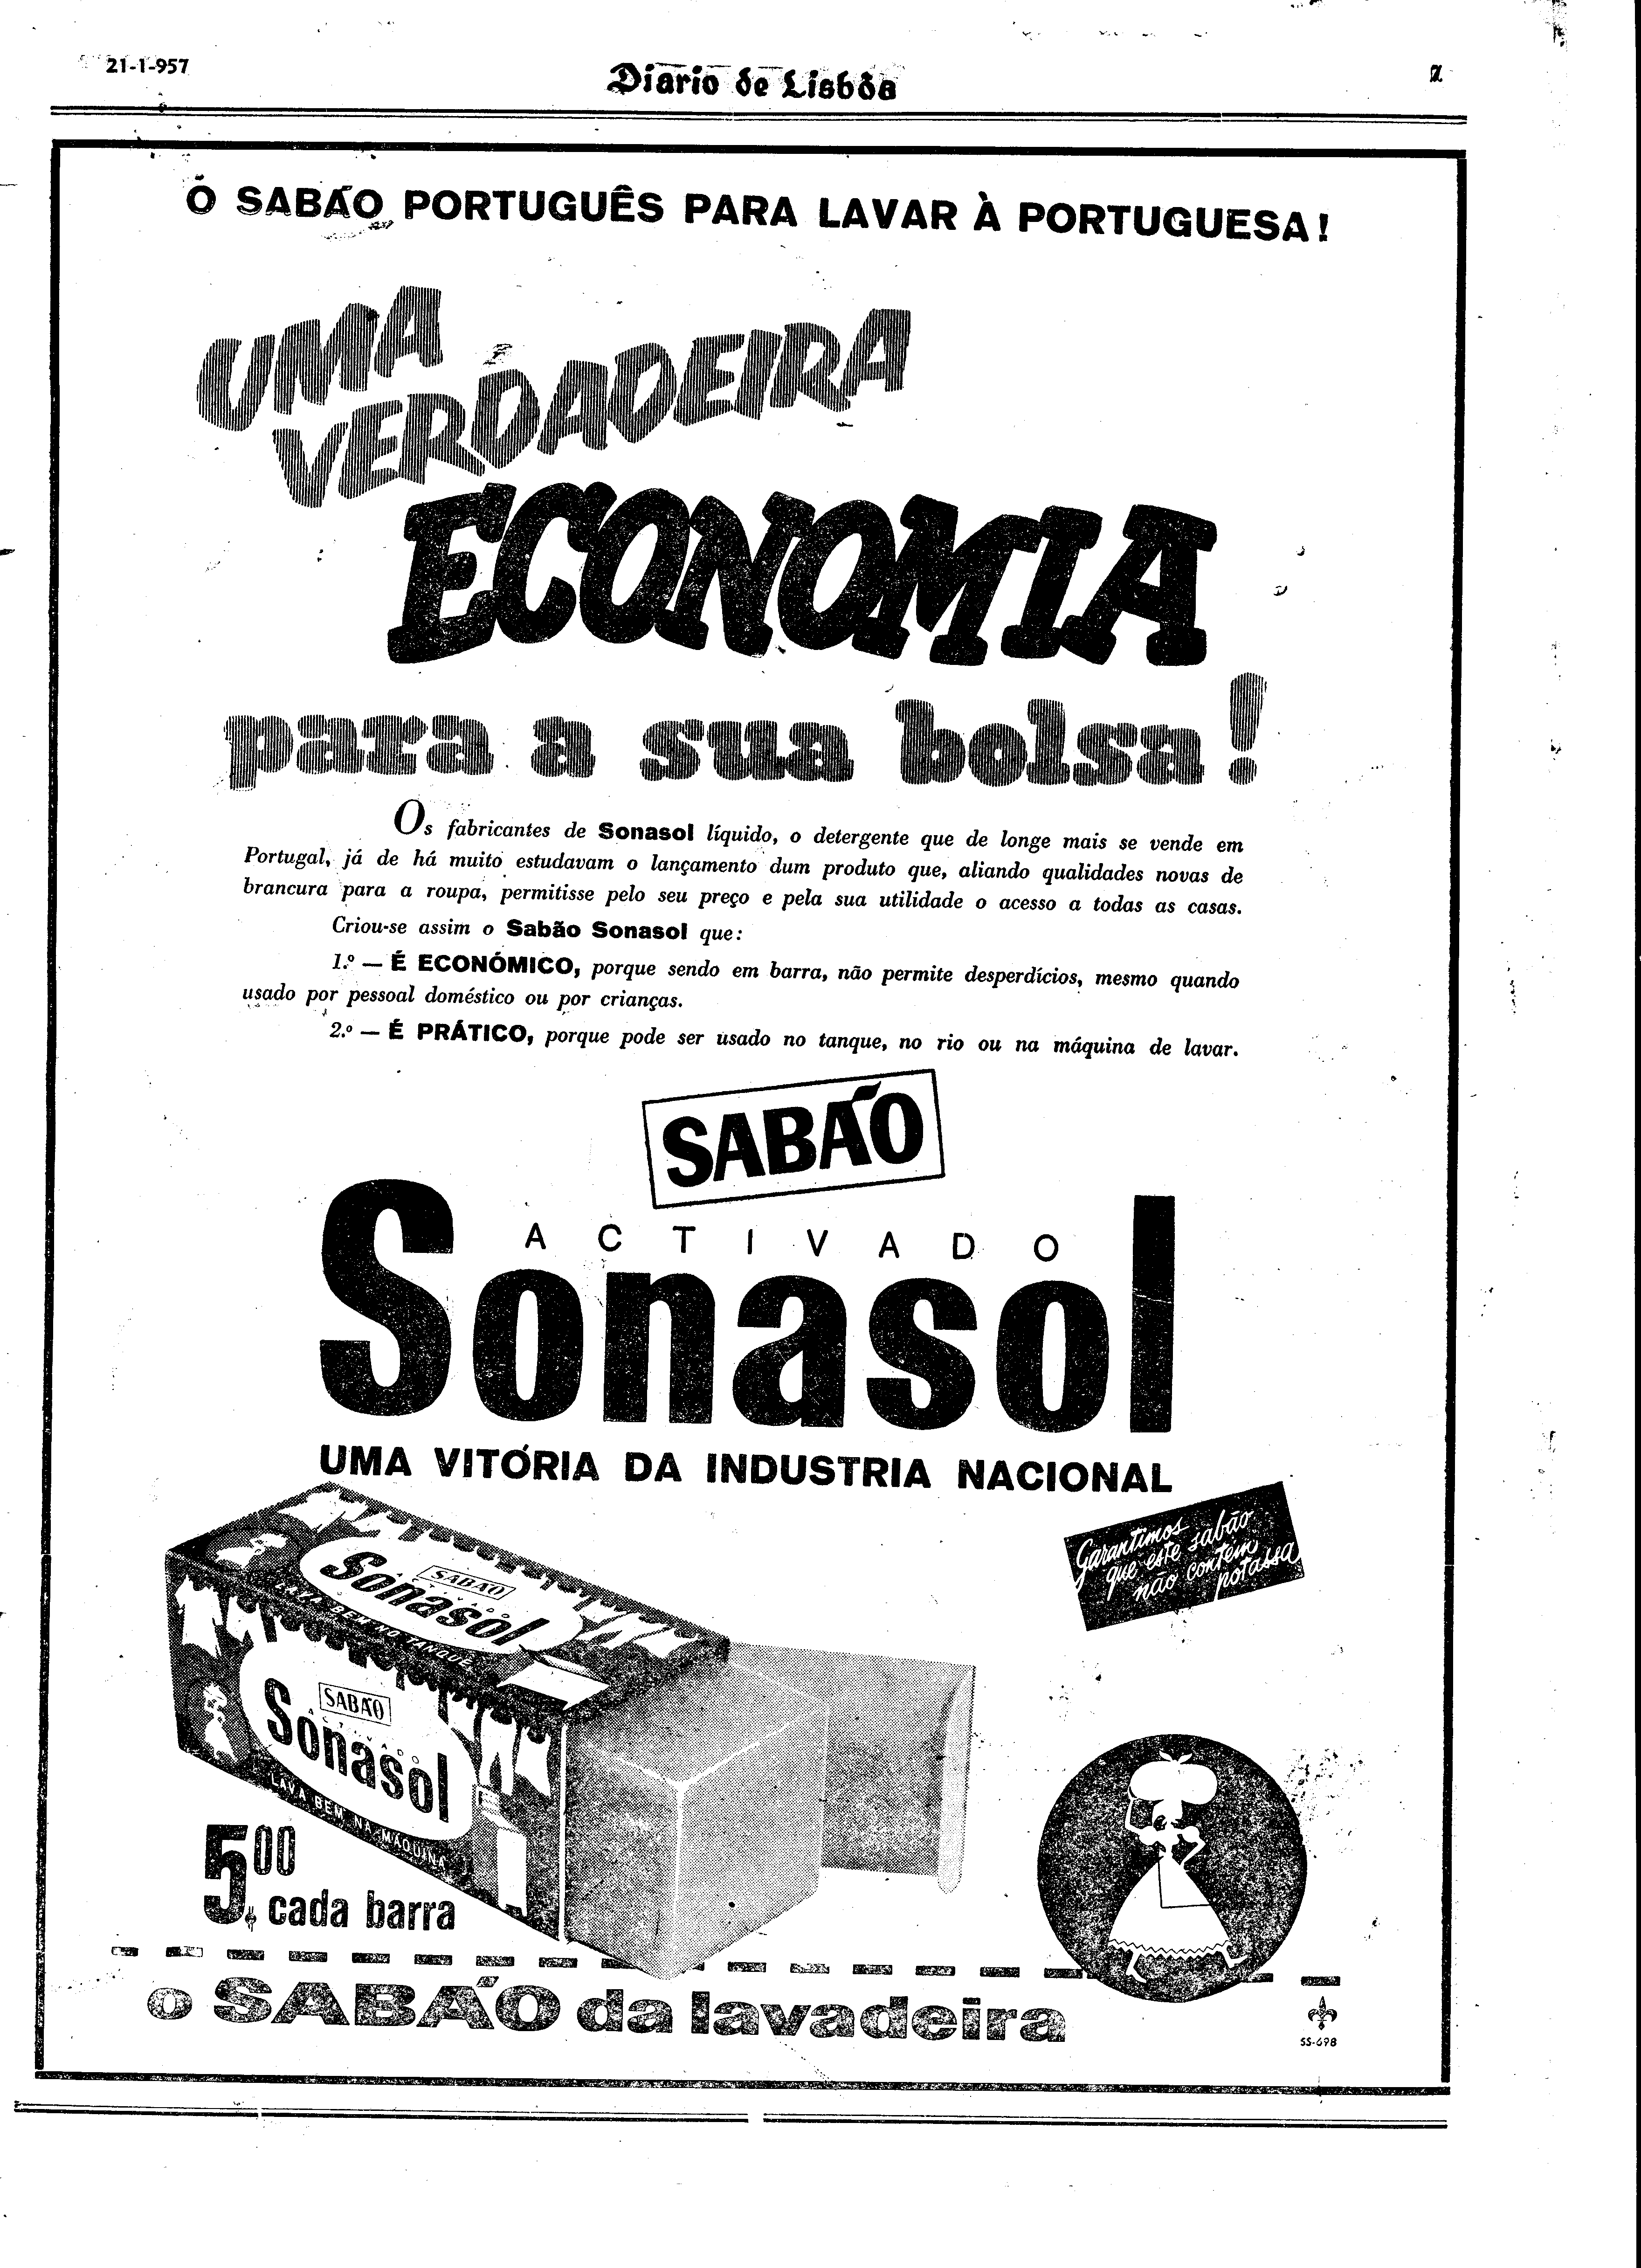 21-1-957
Diario de Lisbôa
7
O SABÃO PORTUGUÊS PARA LAVAR À PORTUGUESA!
UMA
VERDADEIRA
ECONOMIA
para a sua bolsa!
Os fabricantes de Sonasol líquido, o detergente que de longe mais se vende em
Portugal, já de há muito estudavam o lançamento dum produto que, aliando qualidades novas de
brancura para a roupa, permitisse pelo seu preço e pela sua utilidade o acesso a todas as casas.
Criou-se assim o Sabão Sonasol que:
1.º — É ECONÓMICO, porque sendo em barra, não permite desperdícios, mesmo quando
usado por pessoal doméstico ou por crianças.
2.º — É PRÁTICO, porque pode ser usado no tanque, no rio ou na máquina de lavar.
SABÃO
ACTIVADO
Sonasol
UMA VITÓRIA DA INDUSTRIA NACIONAL
Garantimos
que este sabão
não contém
potassa
SABÃO
Sonasol
LAVA BEM NO TANQUE
SABÃO
ACTIVADO
Sonasol
LAVA BEM NA MÁQUINA
5$00
cada barra
o SABÃO da lavadeira
SS-698